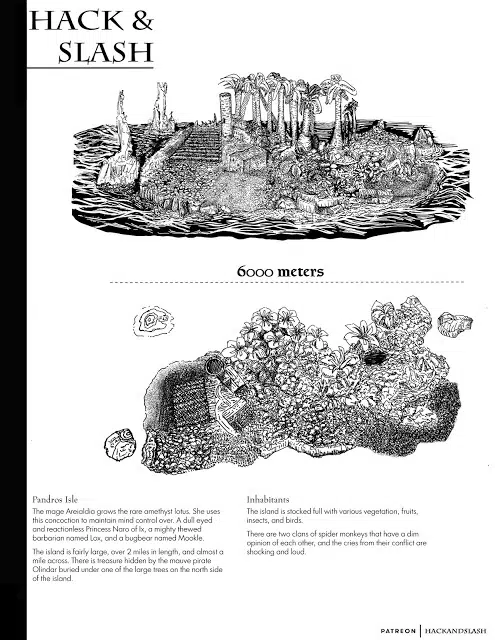 HACK &
SLASH
6000 meters
Pandros Isle
The mage Areialdia grows the rare amethyst lotus. She uses
this concoction to maintain mind control over. A dull eyed
and reactionless Princess Naro of Ix, a mighty thewed
barbarian named Lox, and a bugbear named Mookle.
The island is fairly large, over 2 miles in length, and almost a
mile across. There is treasure hidden by the mauve pirate
Olindar buried under one of the large trees on the north side
of the island.
Inhabitants
The island is stocked full with various vegetation, fruits,
insects, and birds.
There are two clans of spider monkeys that have a dim
opinion of each other, and the cries from their conflict are
shocking and loud.
PATREON | HACKANDSLASH